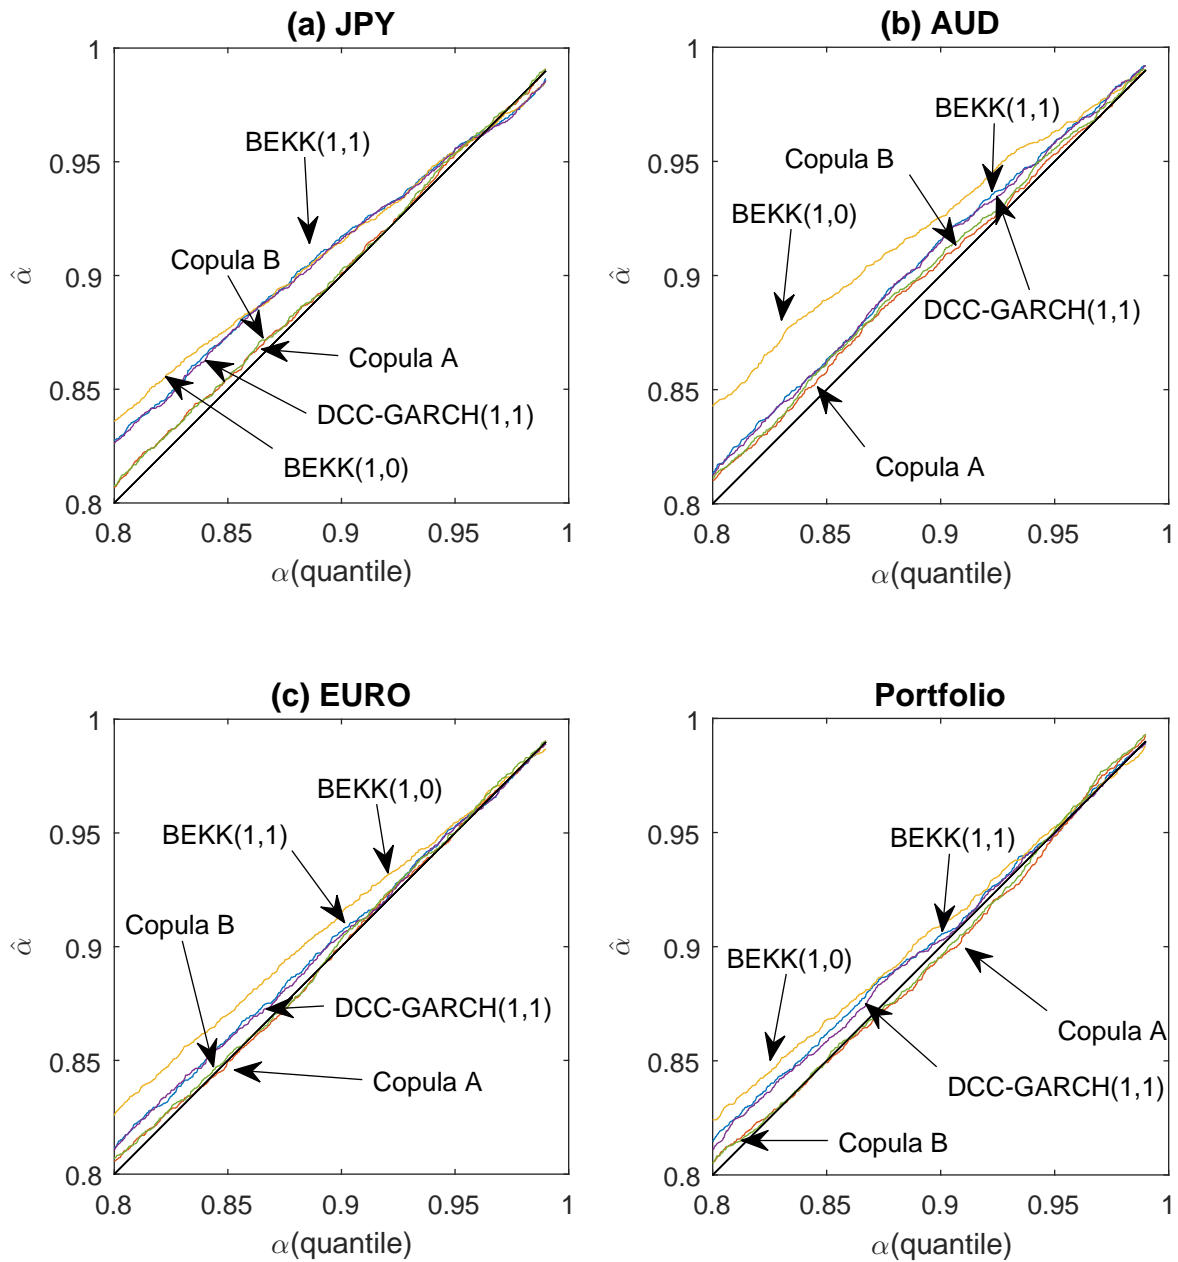 (a) JPY
1
0.95
0.9
0.85
0.8
α̂
BEKK(1,1)
Copula B
Copula A
DCC-GARCH(1,1)
BEKK(1,0)
0.8 0.85 0.9 0.95 1
α(quantile)
(b) AUD
1
0.95
0.9
0.85
0.8
α̂
BEKK(1,1)
Copula B
BEKK(1,0)
DCC-GARCH(1,1)
Copula A
0.8 0.85 0.9 0.95 1
α(quantile)
(c) EURO
1
0.95
0.9
0.85
0.8
α̂
BEKK(1,0)
BEKK(1,1)
Copula B
DCC-GARCH(1,1)
Copula A
0.8 0.85 0.9 0.95 1
α(quantile)
Portfolio
1
0.95
0.9
0.85
0.8
α̂
BEKK(1,1)
BEKK(1,0)
Copula A
DCC-GARCH(1,1)
Copula B
0.8 0.85 0.9 0.95 1
α(quantile)